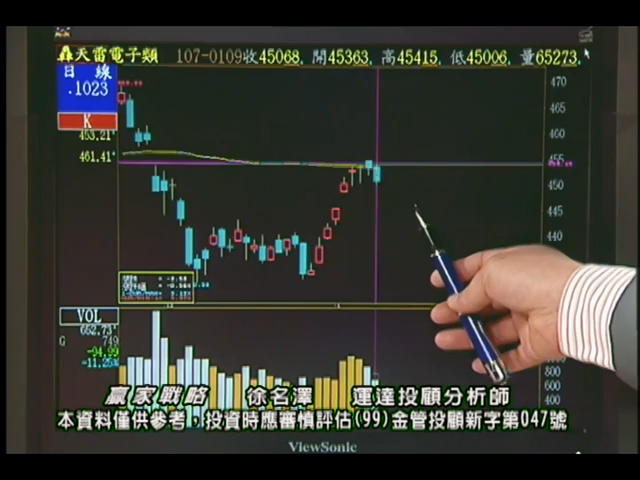 天雷電子類 107-0109收45068, 開45363, 高45415, 低45006, 量65273,
日 線
.1023
K
453.21
461.41
470
465
460
455
450
445
440
VOL
652.73
G 749
-94.99
-11.26%
贏家戰略 徐名澤 運達投顧分析師
本資料僅供參考，投資時應審慎評估(99)金管投顧新字第047號
ViewSonic